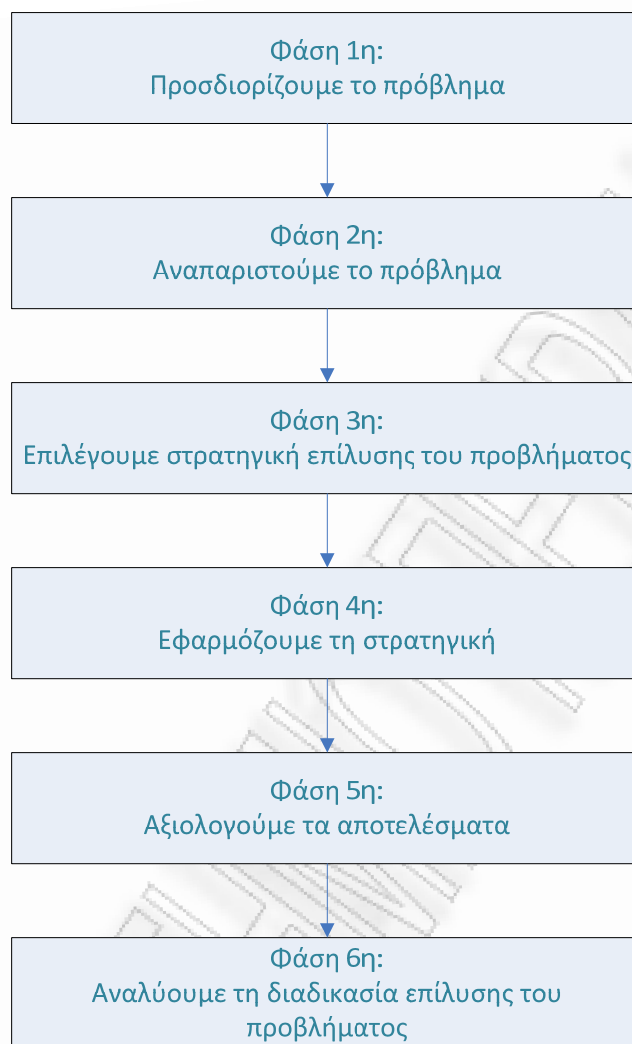 Φάση 1η:
Προσδιορίζουμε το πρόβλημα
Φάση 2η:
Αναπαριστούμε το πρόβλημα
Φάση 3η:
Επιλέγουμε στρατηγική επίλυσης του προβλήματος
Φάση 4η:
Εφαρμόζουμε τη στρατηγική
Φάση 5η:
Αξιολογούμε τα αποτελέσματα
Φάση 6η:
Αναλύουμε τη διαδικασία επίλυσης του
προβλήματος